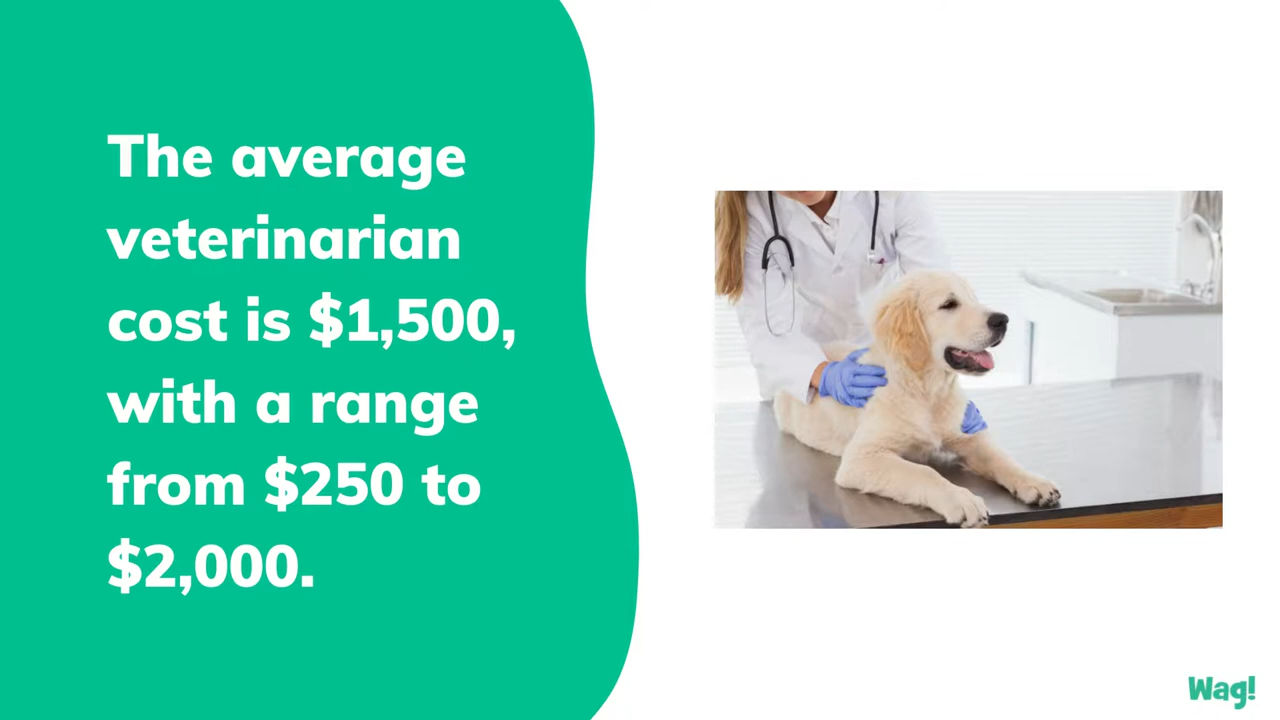 The average
veterinarian
cost is $1,500,
with a range
from $250 to
$2,000.
Wag!